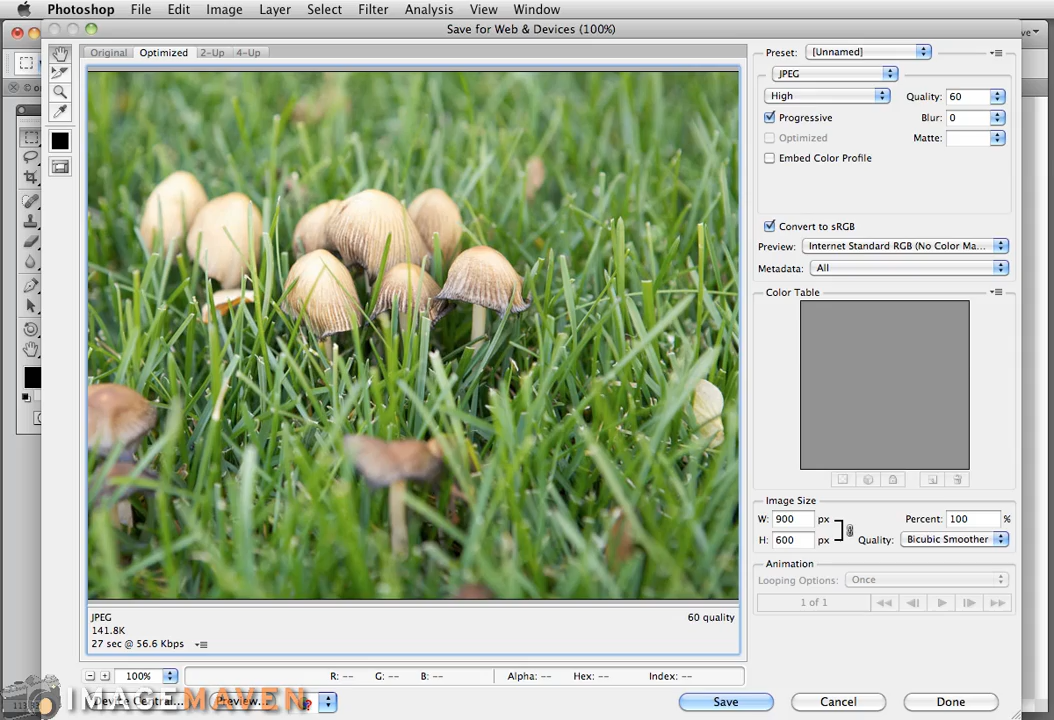 Photoshop File Edit Image Layer Select Filter Analysis View Window
Save for Web & Devices (100%)
Original Optimized 2-Up 4-Up
Preset: [Unnamed]
JPEG
High Quality: 60
Progressive Blur: 0
Optimized Matte:
Embed Color Profile
Convert to sRGB
Preview: Internet Standard RGB (No Color Ma...
Metadata: All
Color Table
Image Size
W: 900 px Percent: 100 %
H: 600 px Quality: Bicubic Smoother
Animation
Looping Options: Once
1 of 1
JPEG 60 quality
141.8K
27 sec @ 56.6 Kbps
100% R: -- G: -- B: -- Alpha: -- Hex: -- Index: --
IMAGEMAVEN
Device Central... Preview... Save Cancel Done